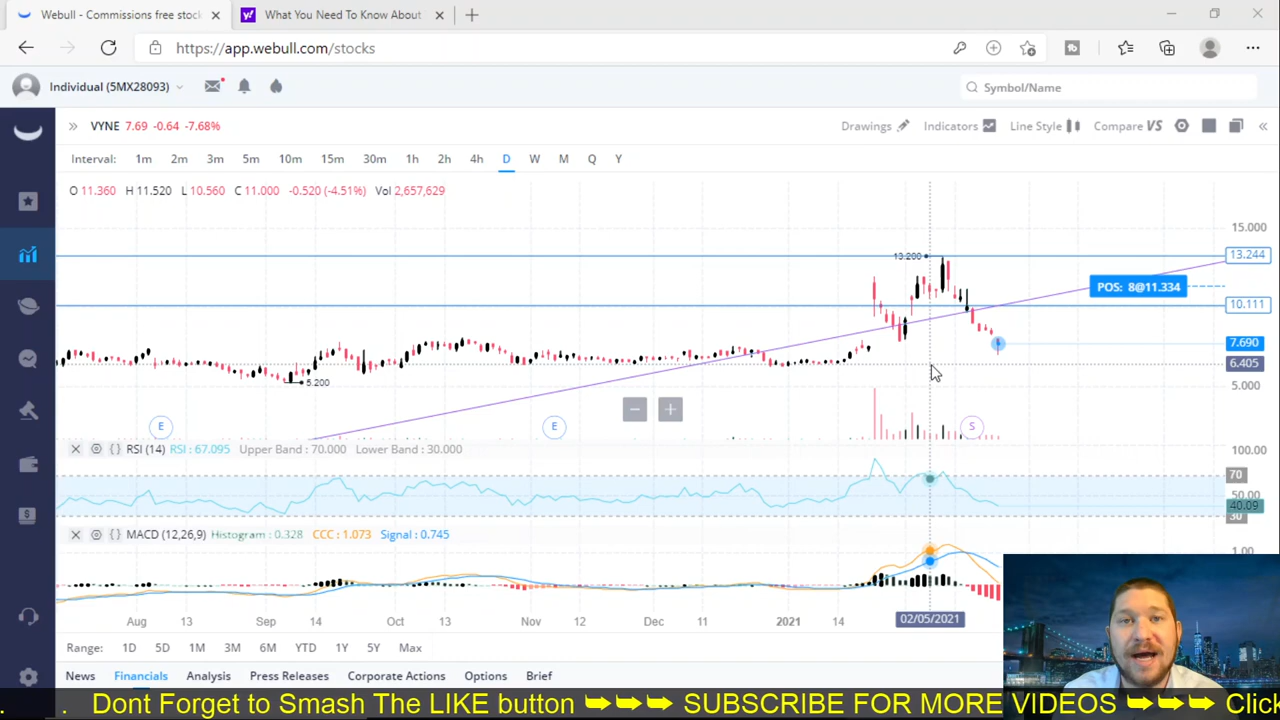 Webull - Commissions free stock
What You Need To Know About
https://app.webull.com/stocks
Individual (5MX28093)
Symbol/Name
VYNE 7.69 -0.64 -7.68%
Drawings Indicators Line Style Compare VS
Interval: 1m 2m 3m 5m 10m 15m 30m 1h 2h 4h D W M Q Y
O 11.360 H 11.520 L 10.560 C 11.000 -0.520 (-4.51%) Vol 2,657,629
15.000
13.200
13.244
POS: 8@11.334
10.111
7.690
6.405
5.200
5.000
E
E
S
RSI (14) RSI : 67.095 Upper Band : 70.000 Lower Band : 30.000
100.00
70
50.00
40.09
30
MACD (12,26,9) Histogram : 0.328 CCC : 1.073 Signal : 0.745
1.00
Aug 13 Sep 14 Oct 13 Nov 12 Dec 11 2021 14 02/05/2021
Range: 1D 5D 1M 3M 6M YTD 1Y 5Y Max
News Financials Analysis Press Releases Corporate Actions Options Brief
. . Dont Forget to Smash The LIKE button ➥➥➥ SUBSCRIBE FOR MORE VIDEOS ➥➥➥ Click